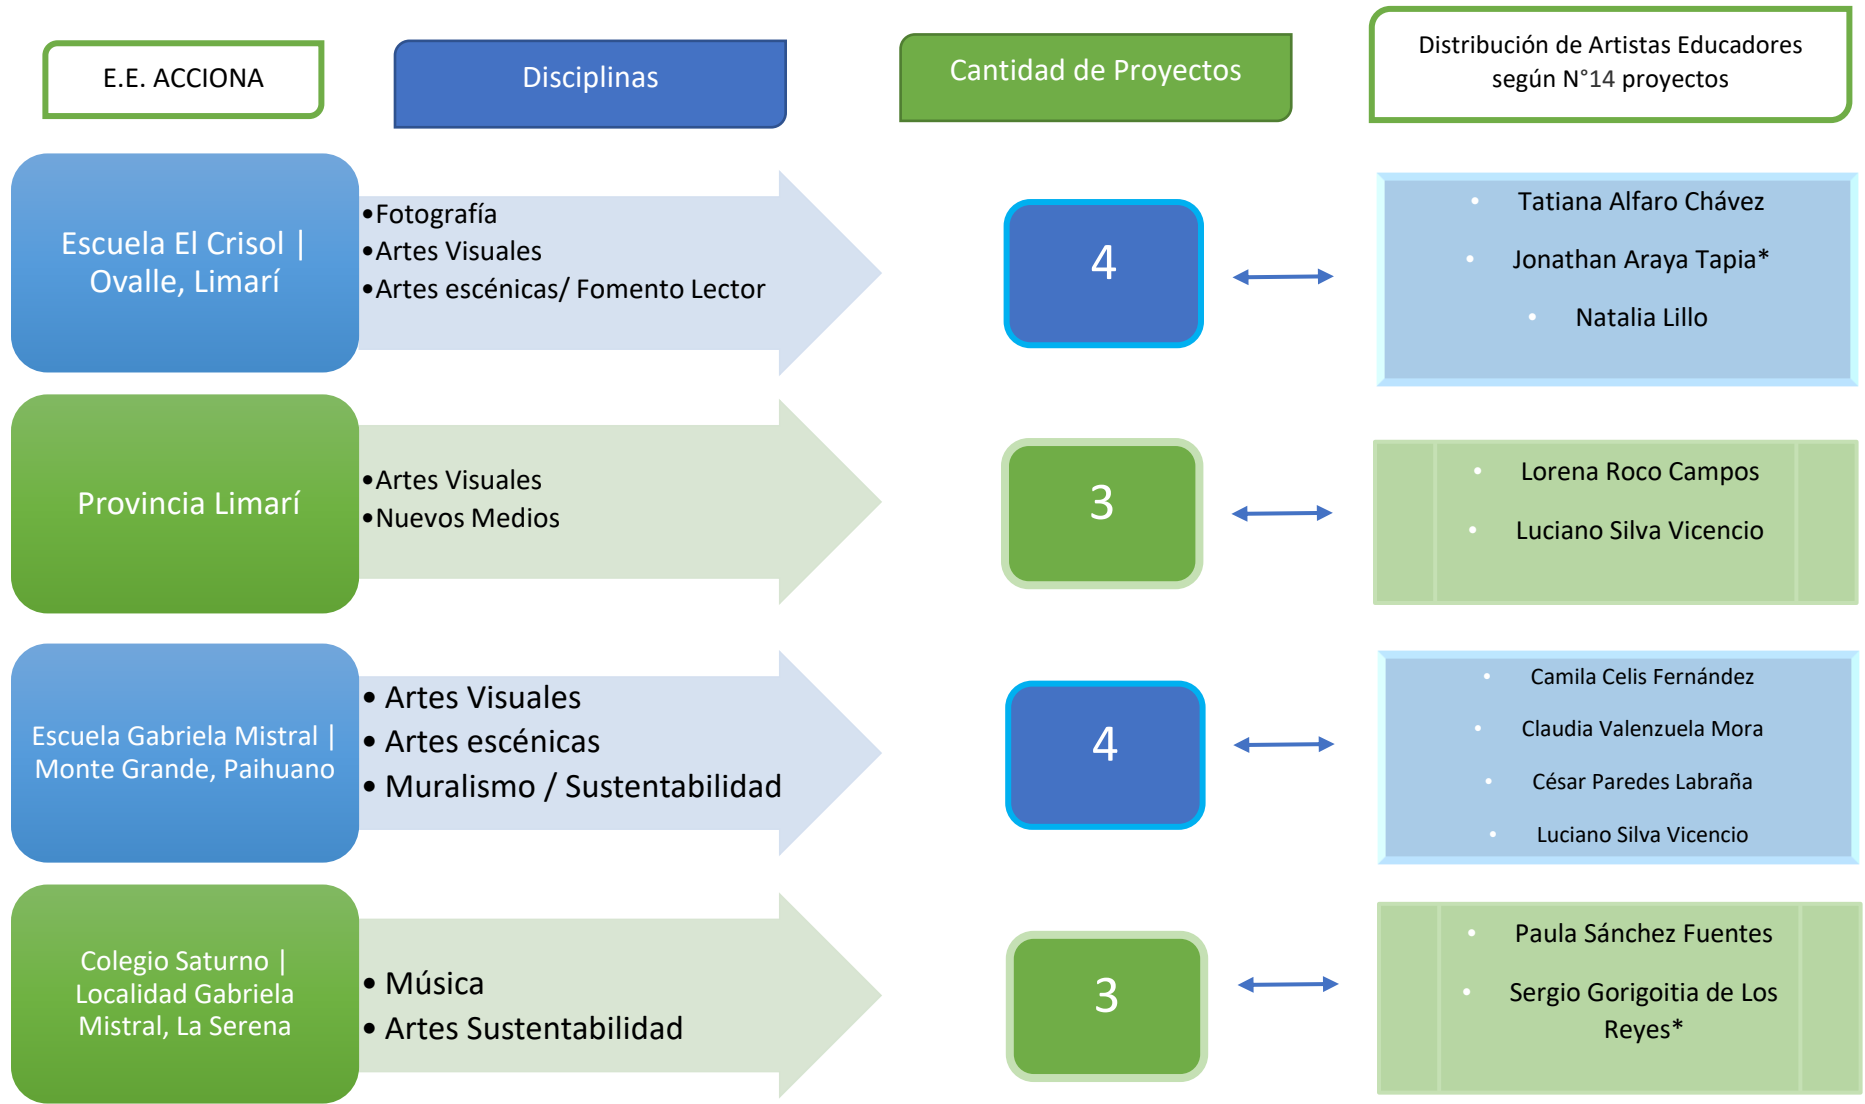 E.E. ACCIONA
Disciplinas
Cantidad de Proyectos
Distribución de Artistas Educadores
según N°14 proyectos
Escuela El Crisol |
Ovalle, Limarí
•Fotografía
•Artes Visuales
•Artes escénicas/ Fomento Lector
4
• Tatiana Alfaro Chávez
• Jonathan Araya Tapia*
• Natalia Lillo
Provincia Limarí
•Artes Visuales
•Nuevos Medios
3
• Lorena Roco Campos
• Luciano Silva Vicencio
Escuela Gabriela Mistral |
Monte Grande, Paihuano
• Artes Visuales
• Artes escénicas
• Muralismo / Sustentabilidad
4
• Camila Celis Fernández
• Claudia Valenzuela Mora
• César Paredes Labraña
• Luciano Silva Vicencio
Colegio Saturno |
Localidad Gabriela
Mistral, La Serena
• Música
• Artes Sustentabilidad
3
• Paula Sánchez Fuentes
• Sergio Gorigoitia de Los
Reyes*